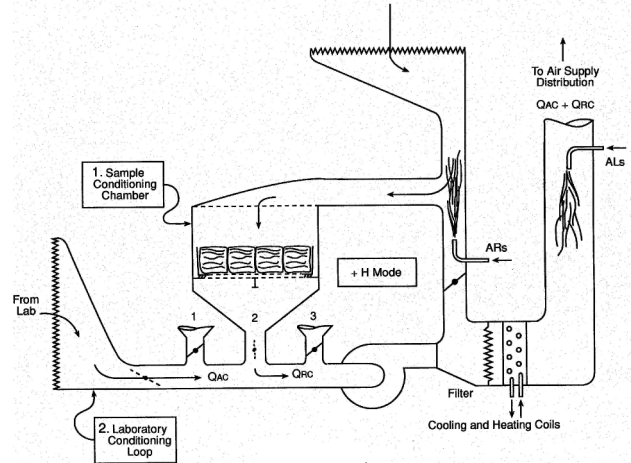 To Air Supply
Distribution
QAC + QRC
ALs
1. Sample
Conditioning
Chamber
ARs
+ H Mode
From
Lab
1
2
3
QAC
QRC
Filter
Cooling and Heating Coils
2. Laboratory
Conditioning
Loop